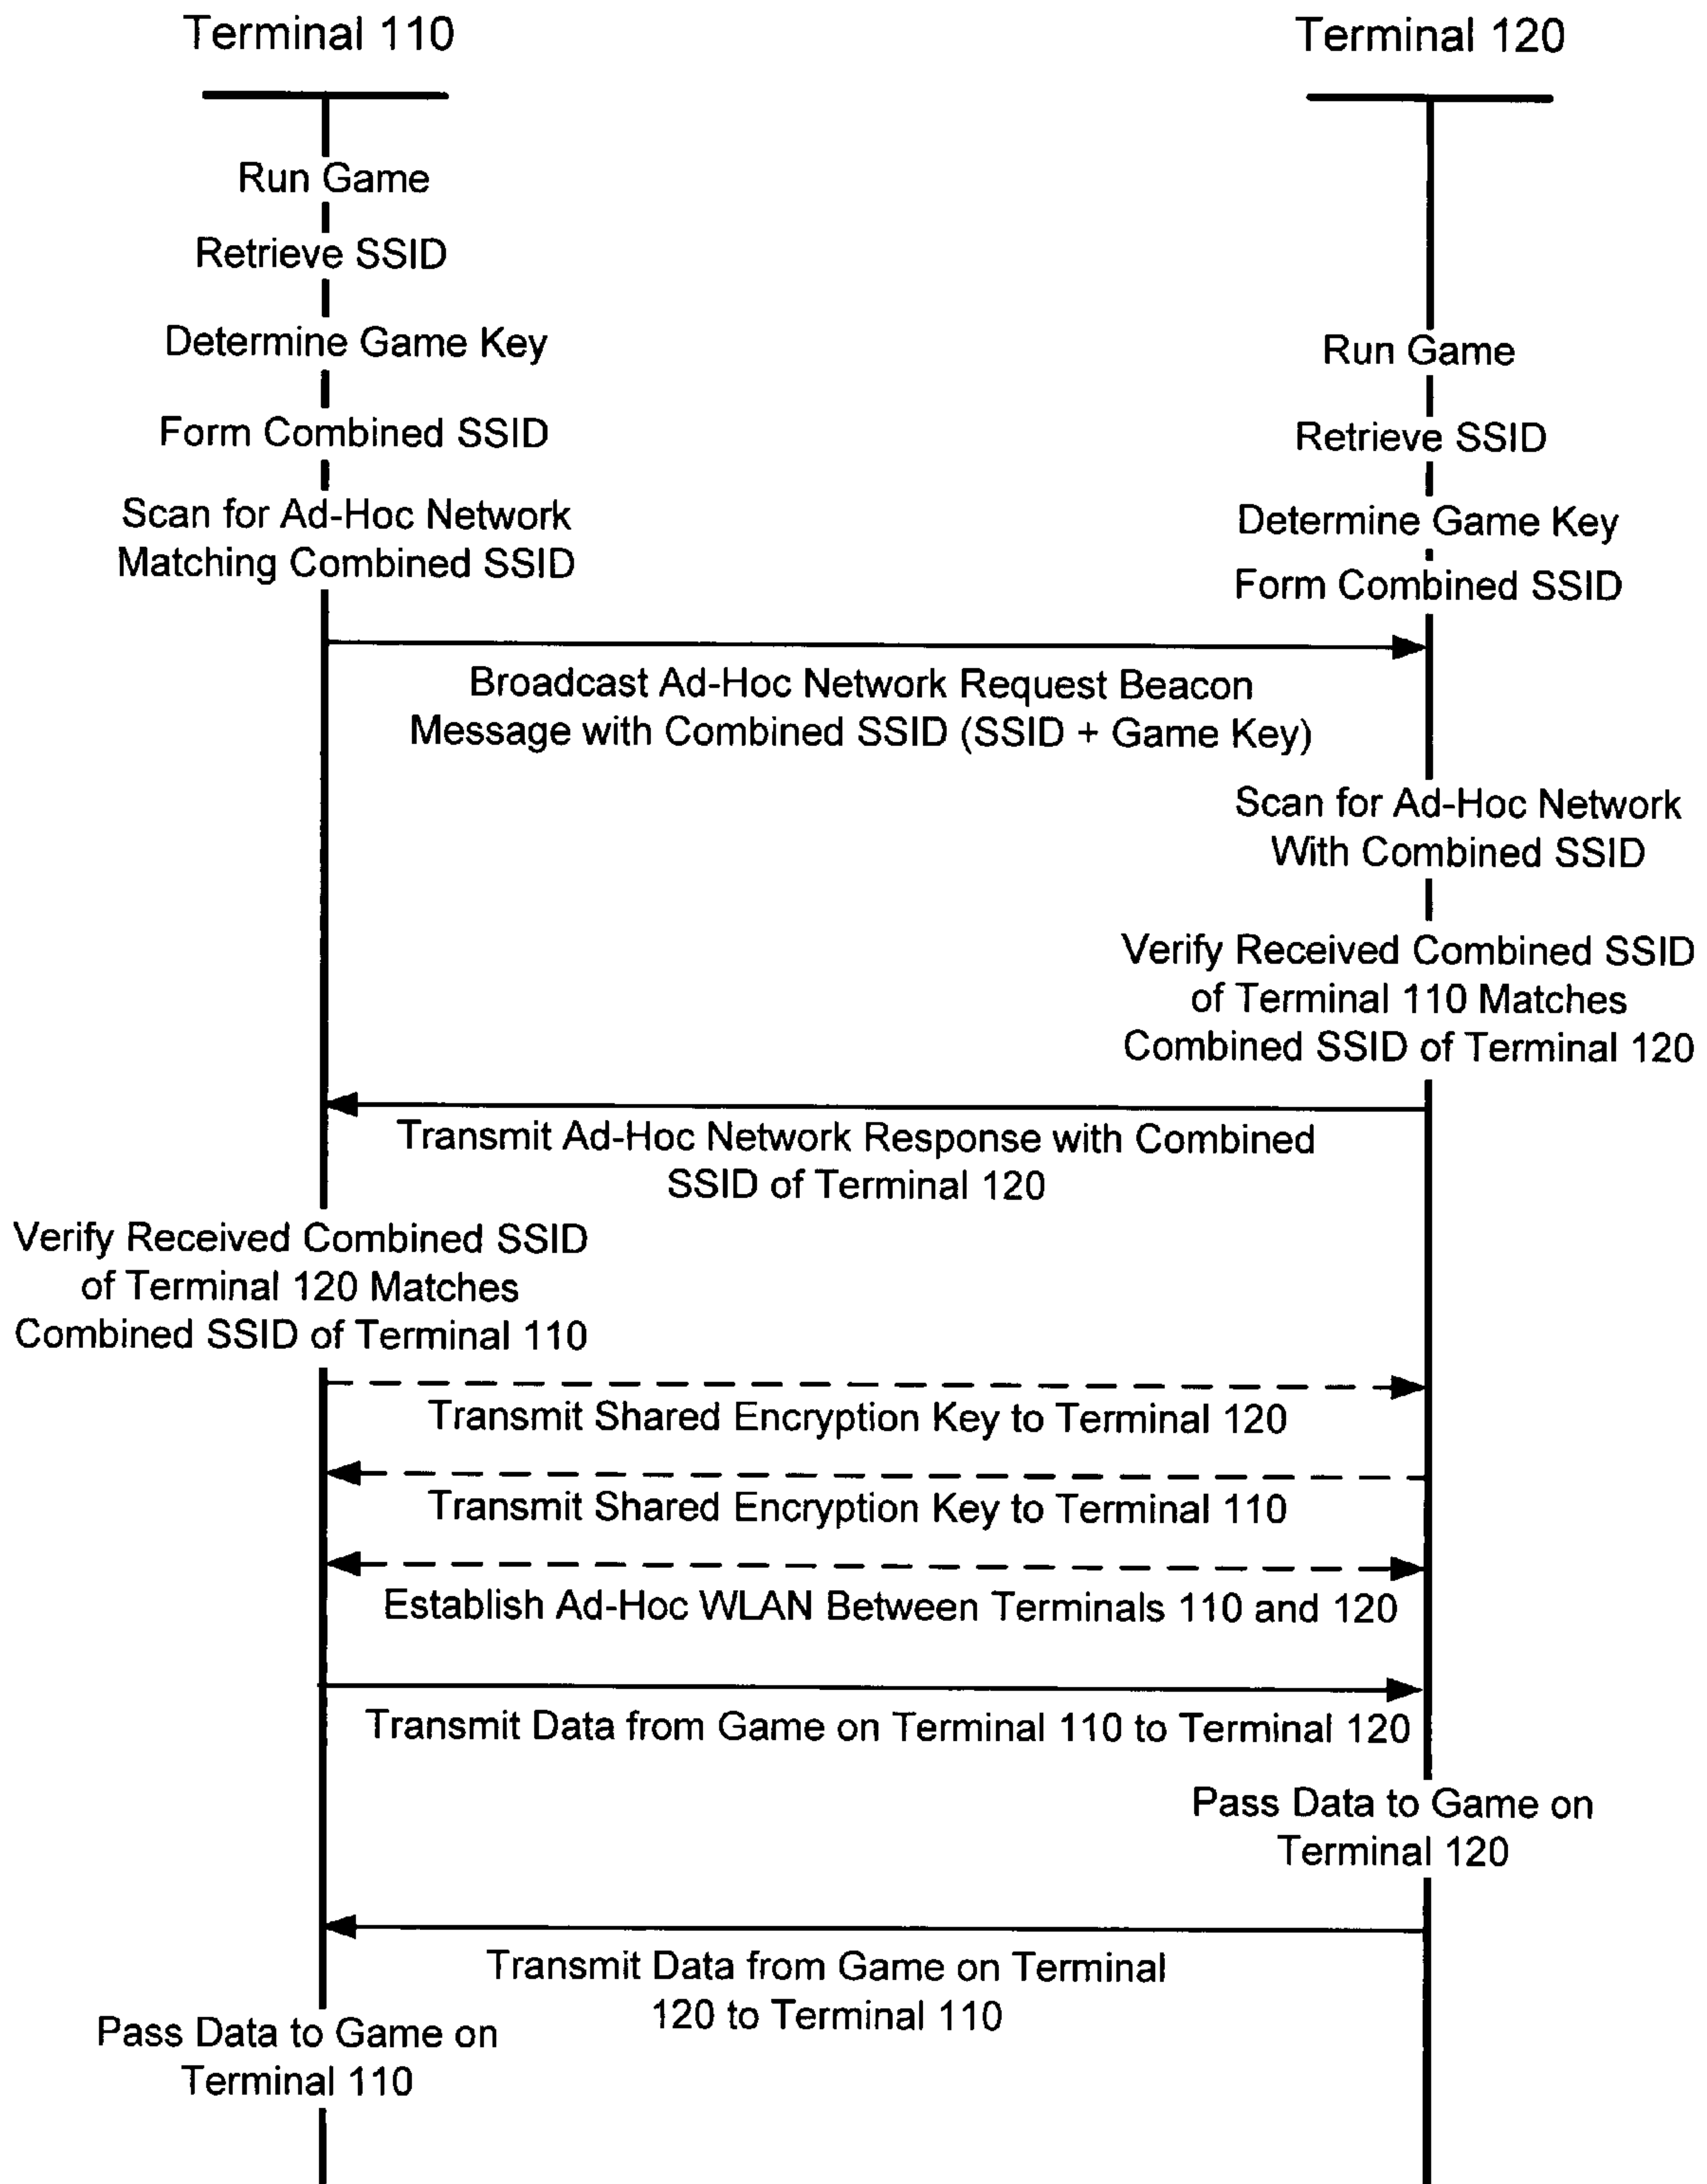 Terminal 110
Terminal 120
Run Game
Retrieve SSID
Determine Game Key
Run Game
Form Combined SSID
Retrieve SSID
Scan for Ad-Hoc Network
Matching Combined SSID
Determine Game Key
Form Combined SSID
Broadcast Ad-Hoc Network Request Beacon
Message with Combined SSID (SSID + Game Key)
Scan for Ad-Hoc Network
With Combined SSID
Verify Received Combined SSID
of Terminal 110 Matches
Combined SSID of Terminal 120
Transmit Ad-Hoc Network Response with Combined
SSID of Terminal 120
Verify Received Combined SSID
of Terminal 120 Matches
Combined SSID of Terminal 110
Transmit Shared Encryption Key to Terminal 120
Transmit Shared Encryption Key to Terminal 110
Establish Ad-Hoc WLAN Between Terminals 110 and 120
Transmit Data from Game on Terminal 110 to Terminal 120
Pass Data to Game on
Terminal 120
Transmit Data from Game on Terminal
120 to Terminal 110
Pass Data to Game on
Terminal 110